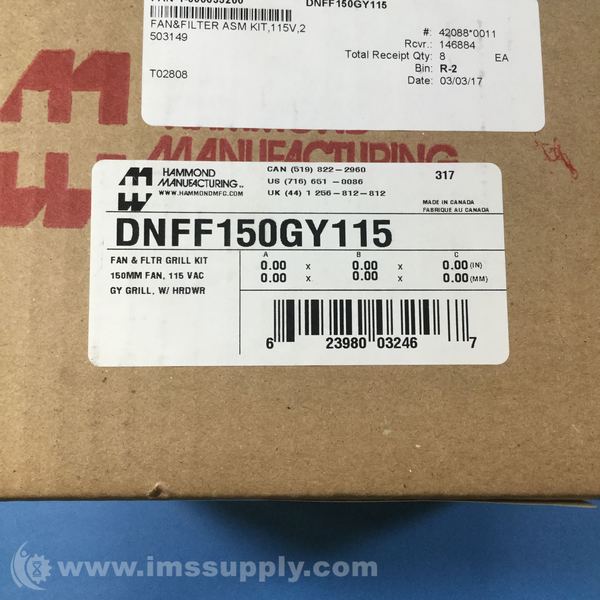 DNFF150GY115
FAN&FILTER ASM KIT,115V,2
503149
T02808
#: 42088*0011
Rcvr.: 146884
Total Receipt Qty: 8 EA
Bin: R-2
Date: 03/03/17
HAMMOND
MANUFACTURING
HAMMOND
MANUFACTURING
WWW.HAMMONDMFG.COM
CAN (519) 822-2960
US (716) 651-0086
UK (44) 1 256-812-812
317
MADE IN CANADA
FABRIQUE AU CANADA
DNFF150GY115
FAN & FLTR GRILL KIT
150MM FAN, 115 VAC
GY GRILL, W/ HRDWR
A B C
0.00 x 0.00 x 0.00 (IN)
0.00 x 0.00 x 0.00 (MM)
6 23980 03246 7
www.imssupply.com